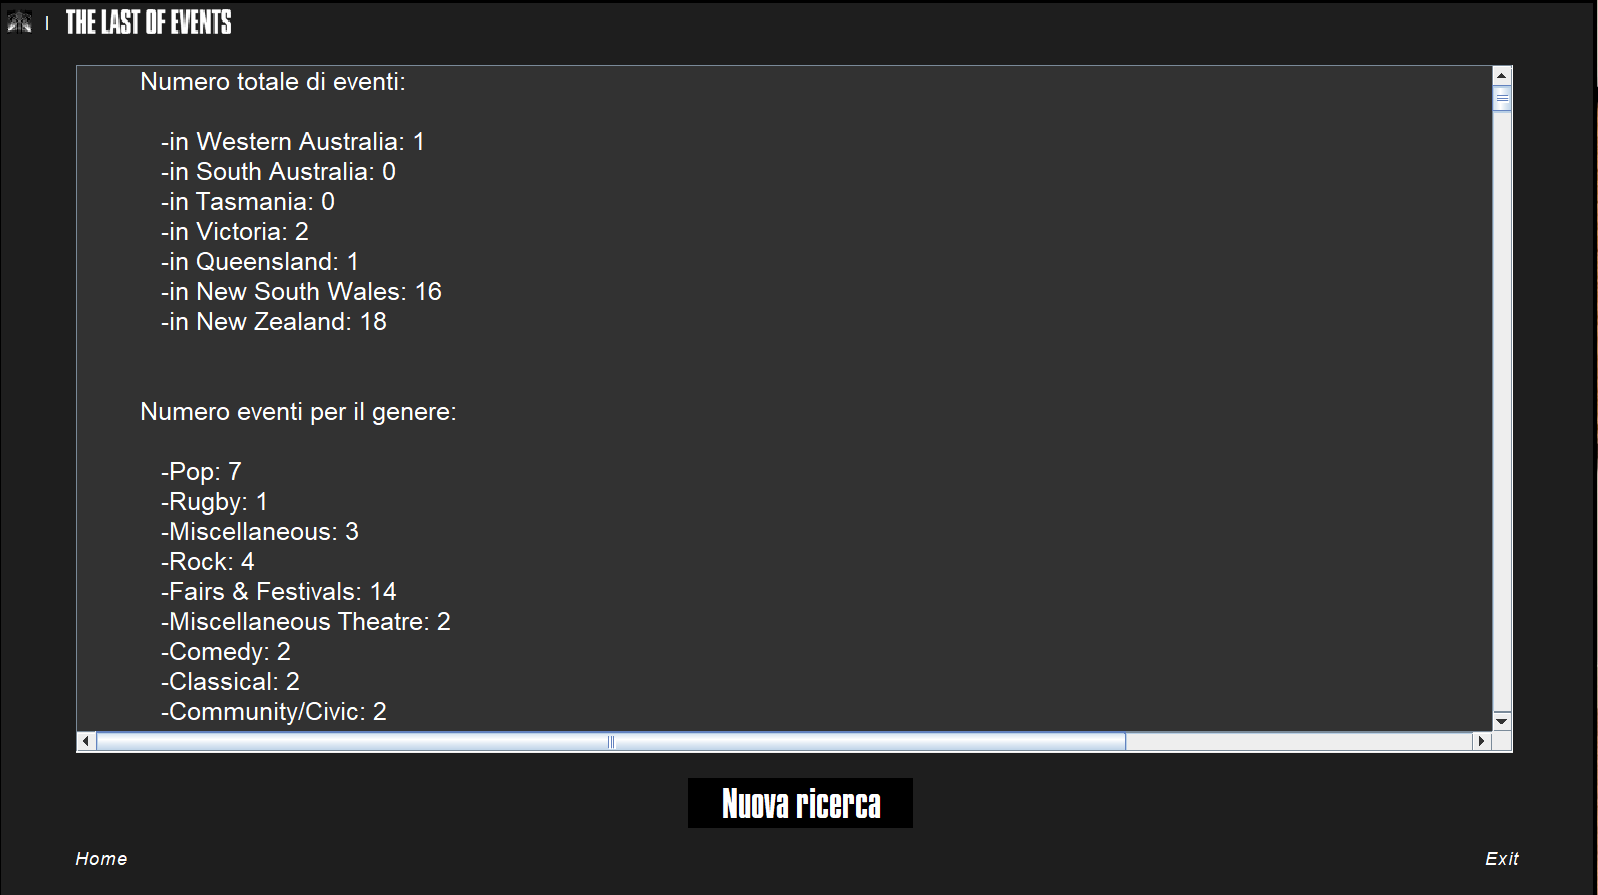 THE LAST OF EVENTS
Numero totale di eventi:
-in Western Australia: 1
-in South Australia: 0
-in Tasmania: 0
-in Victoria: 2
-in Queensland: 1
-in New South Wales: 16
-in New Zealand: 18
Numero eventi per il genere:
-Pop: 7
-Rugby: 1
-Miscellaneous: 3
-Rock: 4
-Fairs & Festivals: 14
-Miscellaneous Theatre: 2
-Comedy: 2
-Classical: 2
-Community/Civic: 2
Nuova ricerca
Home
Exit